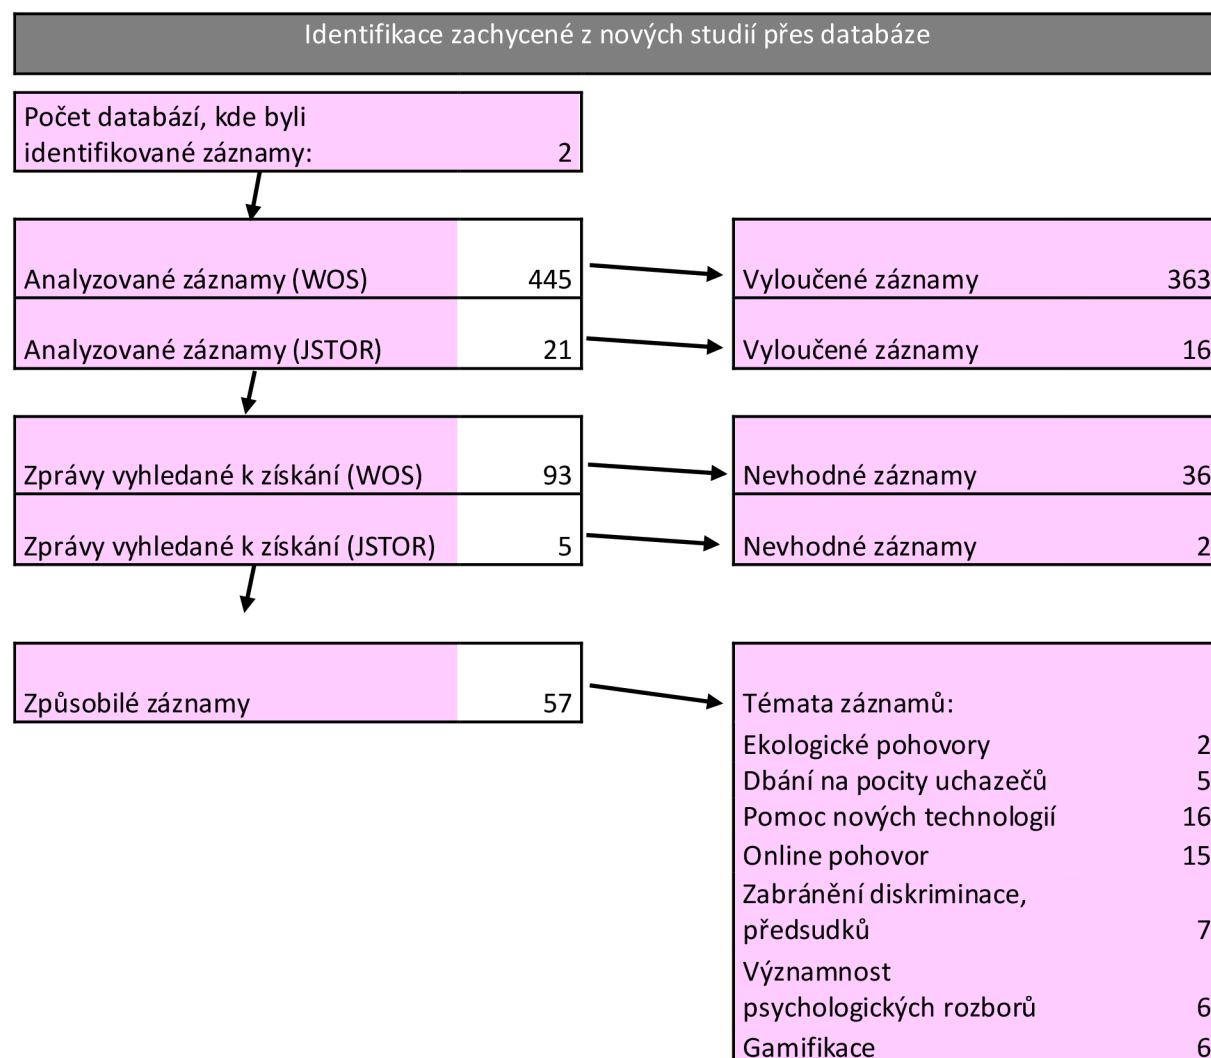 Identifikace zachycené z nových studií přes databáze
Počet databází, kde byli
identifikované záznamy: 2
Analyzované záznamy (WOS) 445
Vyloučené záznamy 363
Analyzované záznamy (JSTOR) 21
Vyloučené záznamy 16
Zprávy vyhledané k získání (WOS) 93
Nevhodné záznamy 36
Zprávy vyhledané k získání (JSTOR) 5
Nevhodné záznamy 2
Způsobilé záznamy 57
Témata záznamů:
Ekologické pohovory 2
Dbání na pocity uchazečů 5
Pomoc nových technologií 16
Online pohovor 15
Zabránění diskriminace,
předsudků 7
Významnost
psychologických rozborů 6
Gamifikace 6